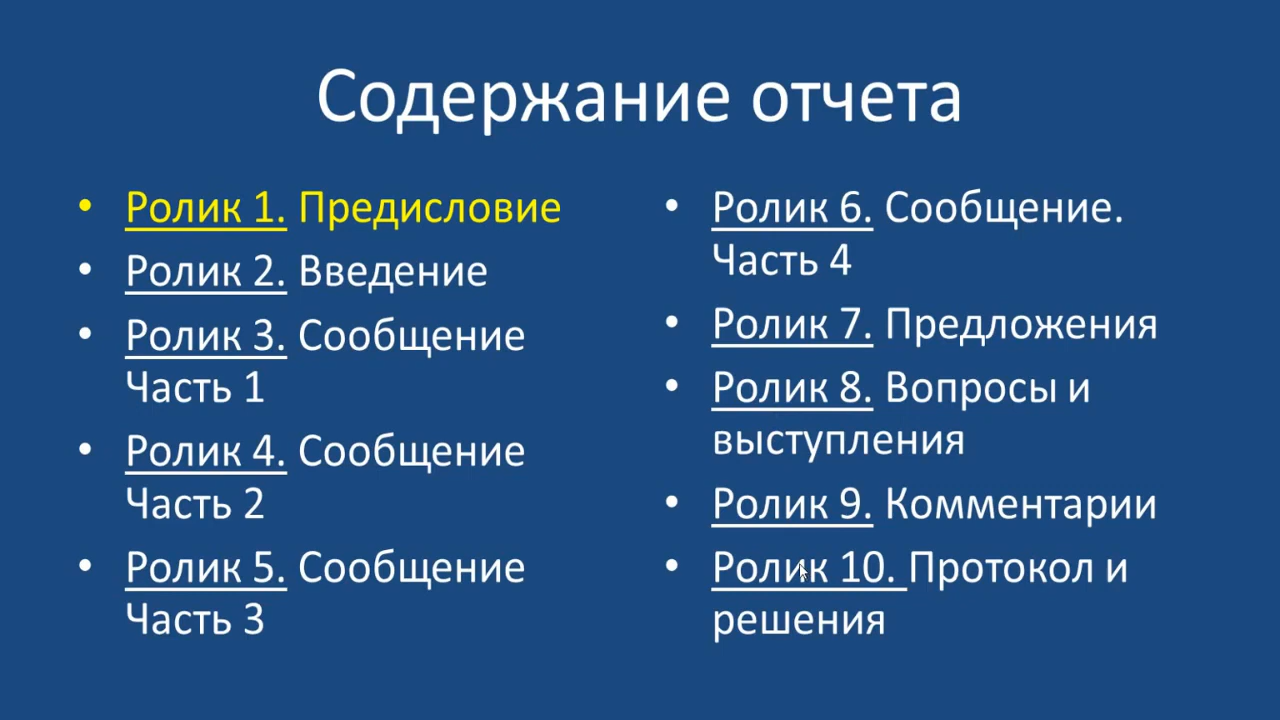 Содержание отчета
• Ролик 1. Предисловие
• Ролик 2. Введение
• Ролик 3. Сообщение
Часть 1
• Ролик 4. Сообщение
Часть 2
• Ролик 5. Сообщение
Часть 3
• Ролик 6. Сообщение.
Часть 4
• Ролик 7. Предложения
• Ролик 8. Вопросы и
выступления
• Ролик 9. Комментарии
• Ролик 10. Протокол и
решения